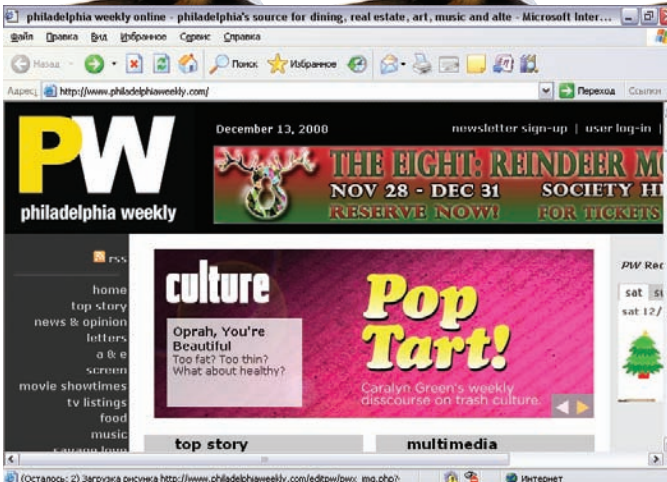 philadelphia weekly online - philadelphia's source for dining, real estate, art, music and alte - Microsoft Inter...
Файл Правка Вид Избранное Сервис Справка
Назад Поиск Избранное
Адрес: http://www.philadelphiaweekly.com/ Переход Ссылки
PW
philadelphia weekly
December 13, 2008
newsletter sign-up | user log-in |
THE EIGHT: REINDEER M
NOV 28 - DEC 31 SOCIETY H
RESERVE NOW! FOR TICKETS
rss
home
top story
news & opinion
letters
a & e
screen
movie showtimes
tv listings
food
music
culture
Oprah, You're
Beautiful
Too fat? Too thin?
What about healthy?
Pop
Tart!
Caralyn Green's weekly
disscourse on trash culture.
PW Rec
sat su
sat 12/
top story
multimedia
(Осталось: 2) Загрузка рисунка http://www.philadelphiaweekly.com/editpw/pwx_img.php?
Интернет